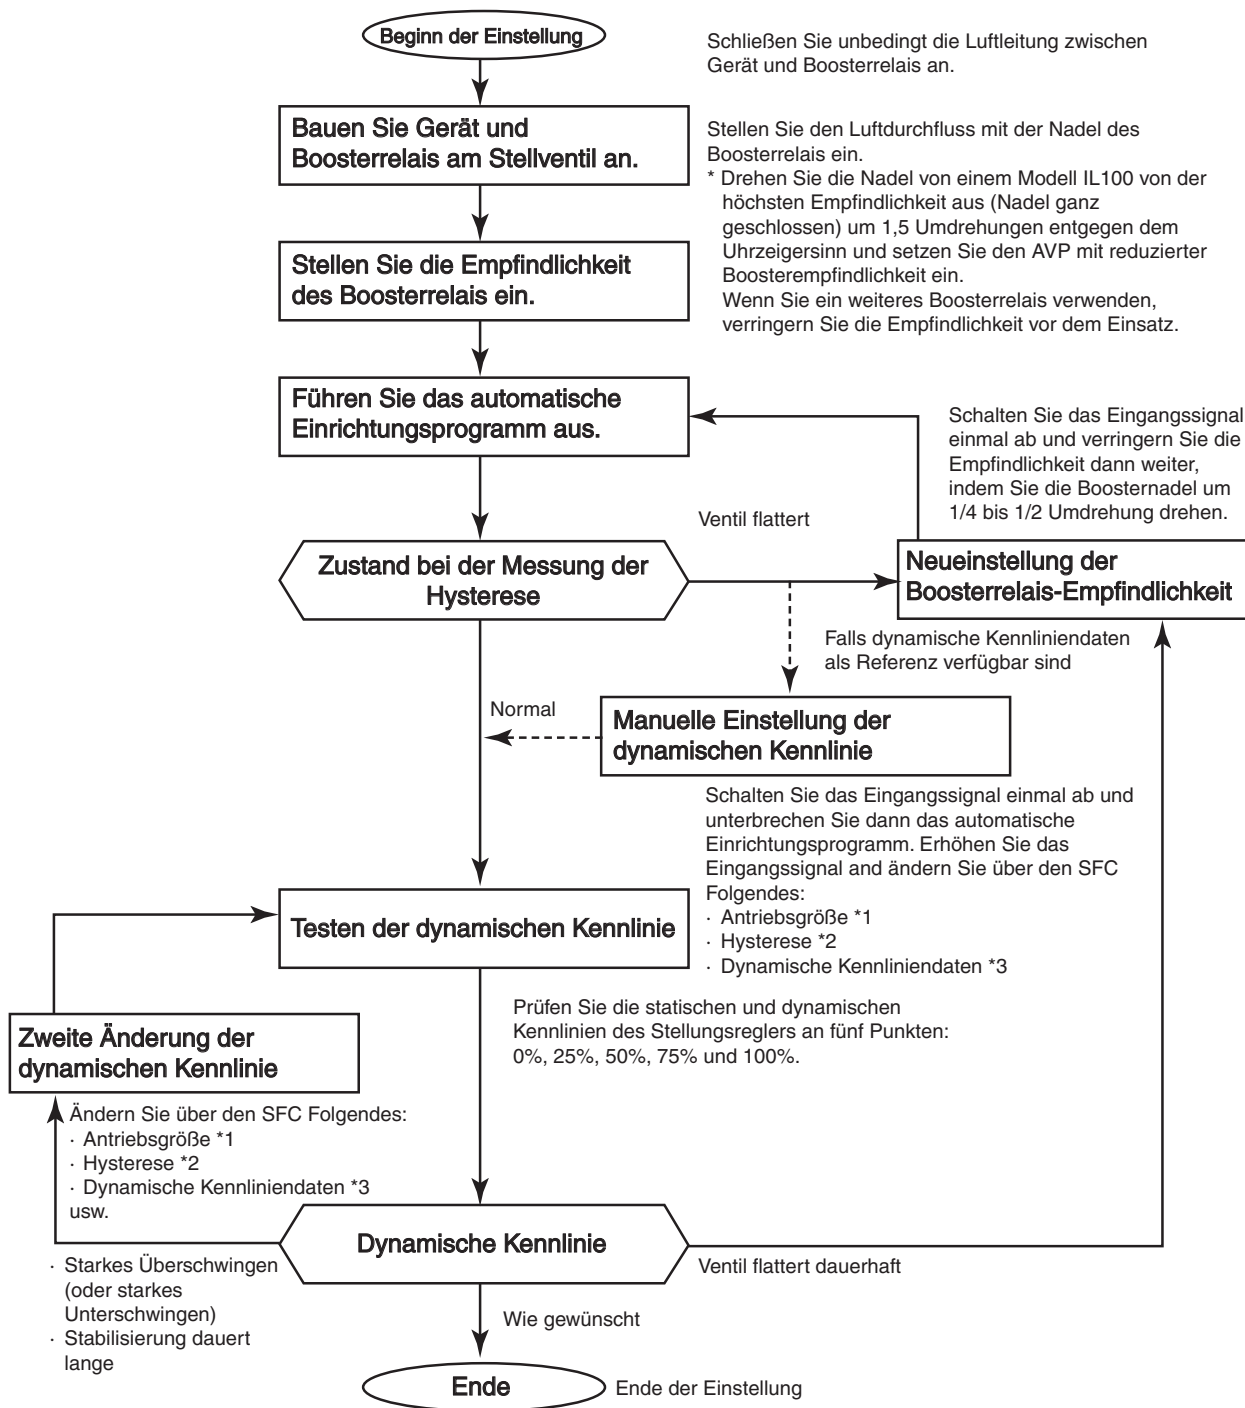 Beginn der Einstellung
Schließen Sie unbedingt die Luftleitung zwischen
Gerät und Boosterrelais an.
Bauen Sie Gerät und
Boosterrelais am Stellventil an.
Stellen Sie den Luftdurchfluss mit der Nadel des
Boosterrelais ein.
* Drehen Sie die Nadel von einem Modell IL100 von der
höchsten Empfindlichkeit aus (Nadel ganz
geschlossen) um 1,5 Umdrehungen entgegen dem
Uhrzeigersinn und setzen Sie den AVP mit reduzierter
Boosterempfindlichkeit ein.
Wenn Sie ein weiteres Boosterrelais verwenden,
verringern Sie die Empfindlichkeit vor dem Einsatz.
Stellen Sie die Empfindlichkeit
des Boosterrelais ein.
Führen Sie das automatische
Einrichtungsprogramm aus.
Schalten Sie das Eingangssignal
einmal ab und verringern Sie die
Empfindlichkeit dann weiter,
indem Sie die Boosternadel um
1/4 bis 1/2 Umdrehung drehen.
Ventil flattert
Zustand bei der Messung der
Hysterese
Neueinstellung der
Boosterrelais-Empfindlichkeit
Falls dynamische Kennliniendaten
als Referenz verfügbar sind
Normal
Manuelle Einstellung der
dynamischen Kennlinie
Schalten Sie das Eingangssignal einmal ab und
unterbrechen Sie dann das automatische
Einrichtungsprogramm. Erhöhen Sie das
Eingangssignal and ändern Sie über den SFC
Folgendes:
· Antriebsgröße *1
· Hysterese *2
· Dynamische Kennliniendaten *3
Testen der dynamischen Kennlinie
Prüfen Sie die statischen und dynamischen
Kennlinien des Stellungsreglers an fünf Punkten:
0%, 25%, 50%, 75% und 100%.
Zweite Änderung der
dynamischen Kennlinie
Ändern Sie über den SFC Folgendes:
· Antriebsgröße *1
· Hysterese *2
· Dynamische Kennliniendaten *3
usw.
Dynamische Kennlinie
Ventil flattert dauerhaft
· Starkes Überschwingen
(oder starkes
Unterschwingen)
· Stabilisierung dauert
lange
Wie gewünscht
Ende
Ende der Einstellung